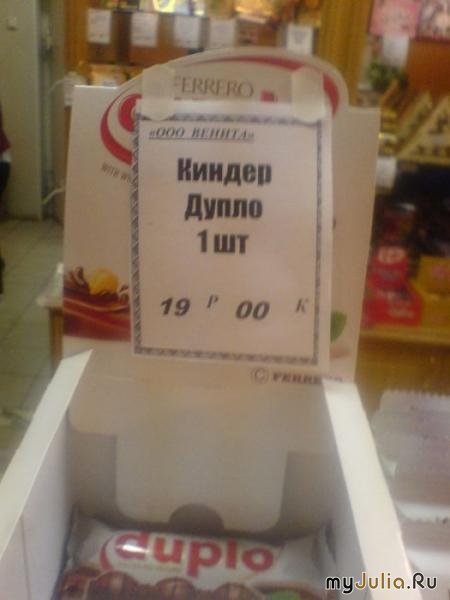 FERRERO
«ООО ВЕНИТА»
Киндер
Дупло
1 шт
19 Р 00 К
© FERRERO
duplo
myJulia.Ru